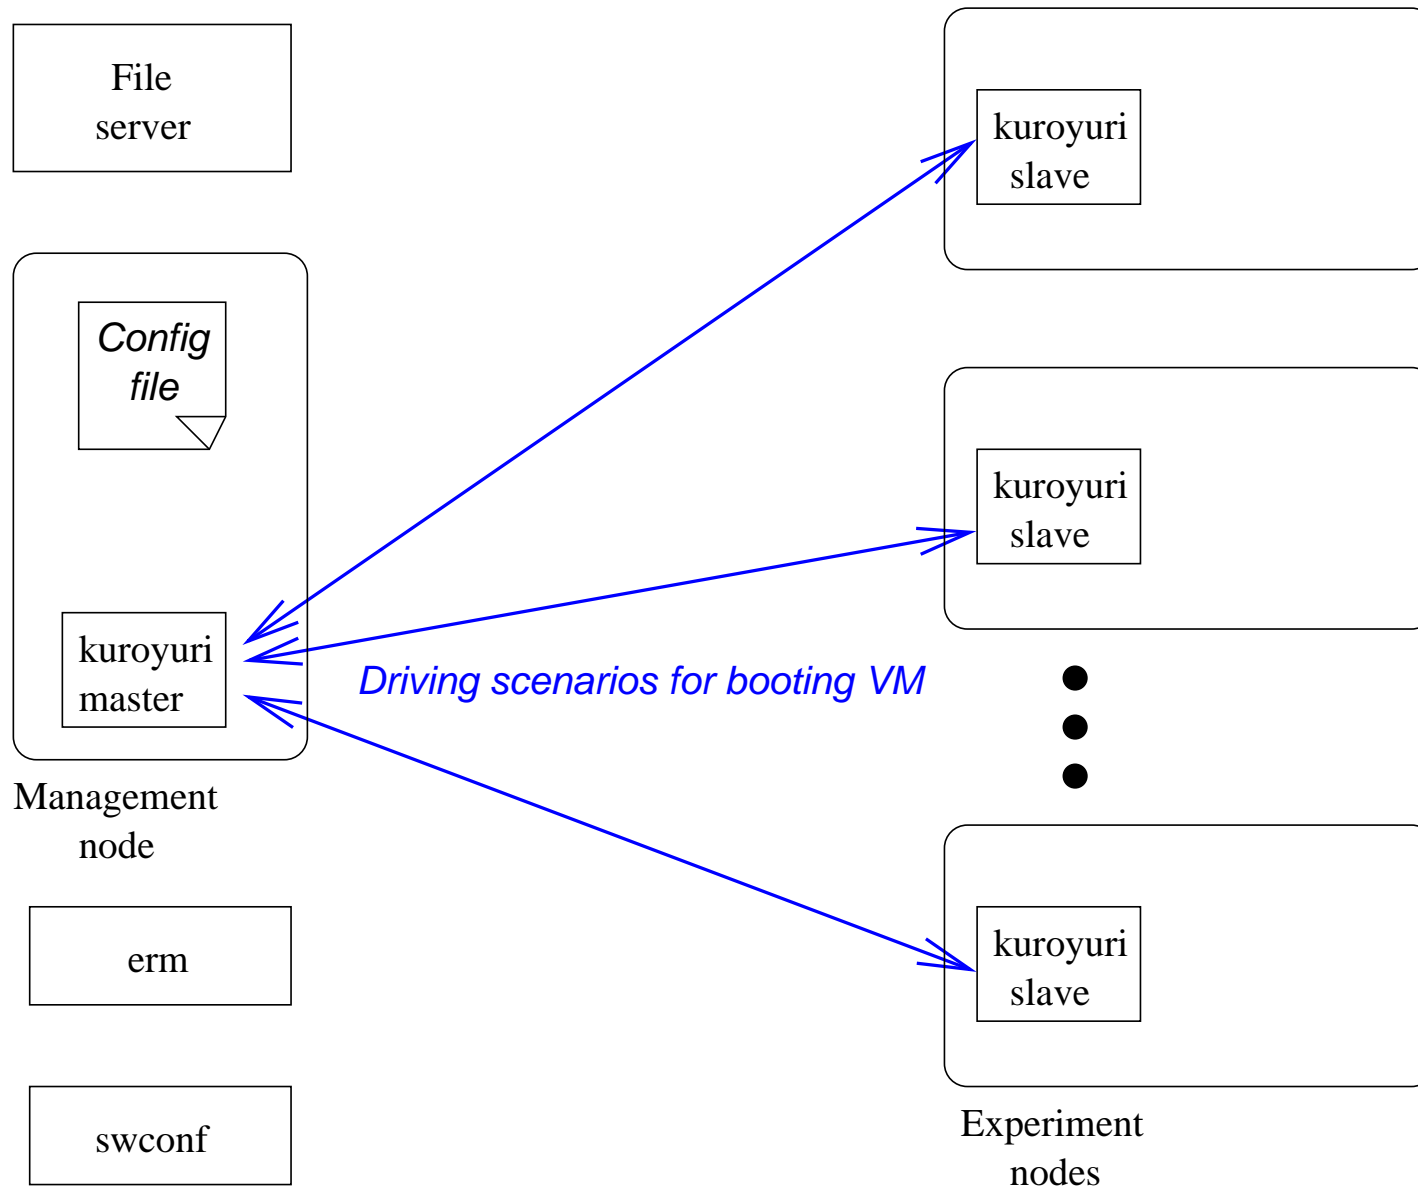 File
server
Config
file
kuroyuri
master
Management
node
erm
swconf
Driving scenarios for booting VM
kuroyuri
slave
kuroyuri
slave
kuroyuri
slave
Experiment
nodes